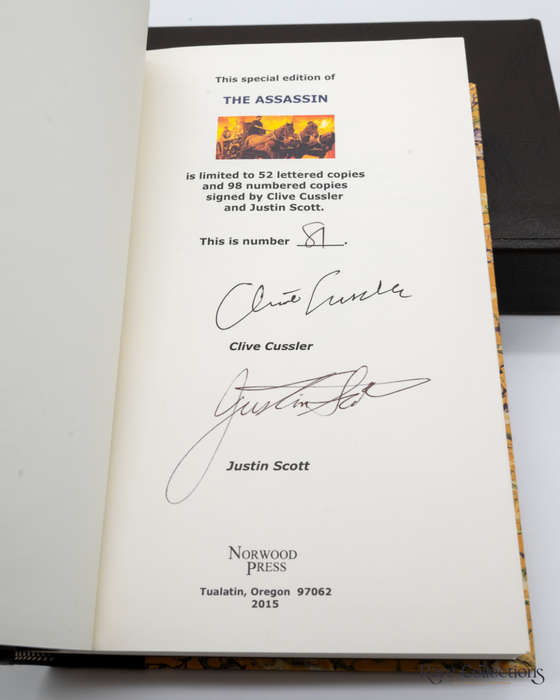 This special edition of
THE ASSASSIN
is limited to 52 lettered copies
and 98 numbered copies
signed by Clive Cussler
and Justin Scott.
This is number 81.
Clive Cussler
Clive Cussler
Justin Scott
Justin Scott
NORWOOD
PRESS
Tualatin, Oregon 97062
2015
Collections